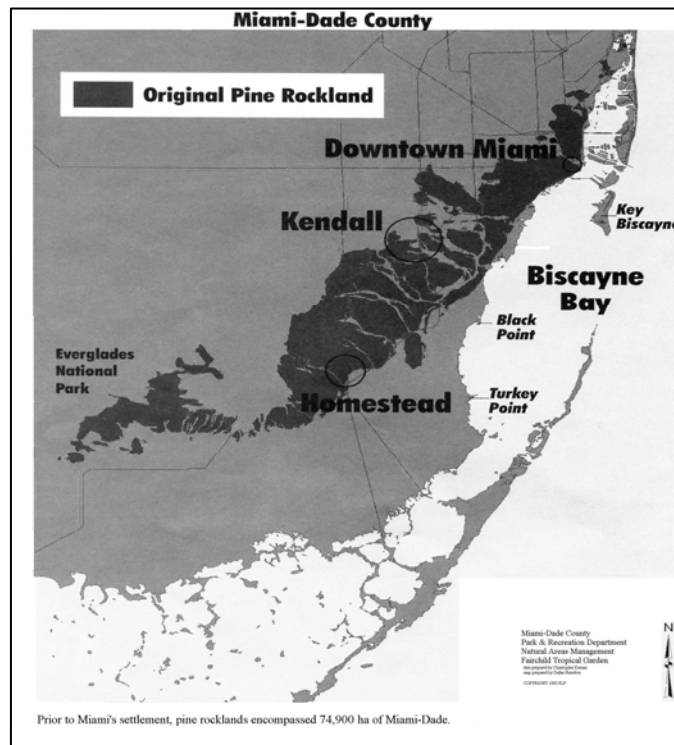 Miami-Dade County
Original Pine Rockland
Downtown Miami
Key
Biscayne
Kendall
Biscayne
Bay
Black
Point
Everglades
National
Park
Turkey
Point
Homestead
N
Miami-Dade County
Park & Recreation Department
Natural Areas Management
Fairchild Tropical Garden
Prior to Miami's settlement, pine rocklands encompassed 74,900 ha of Miami-Dade.